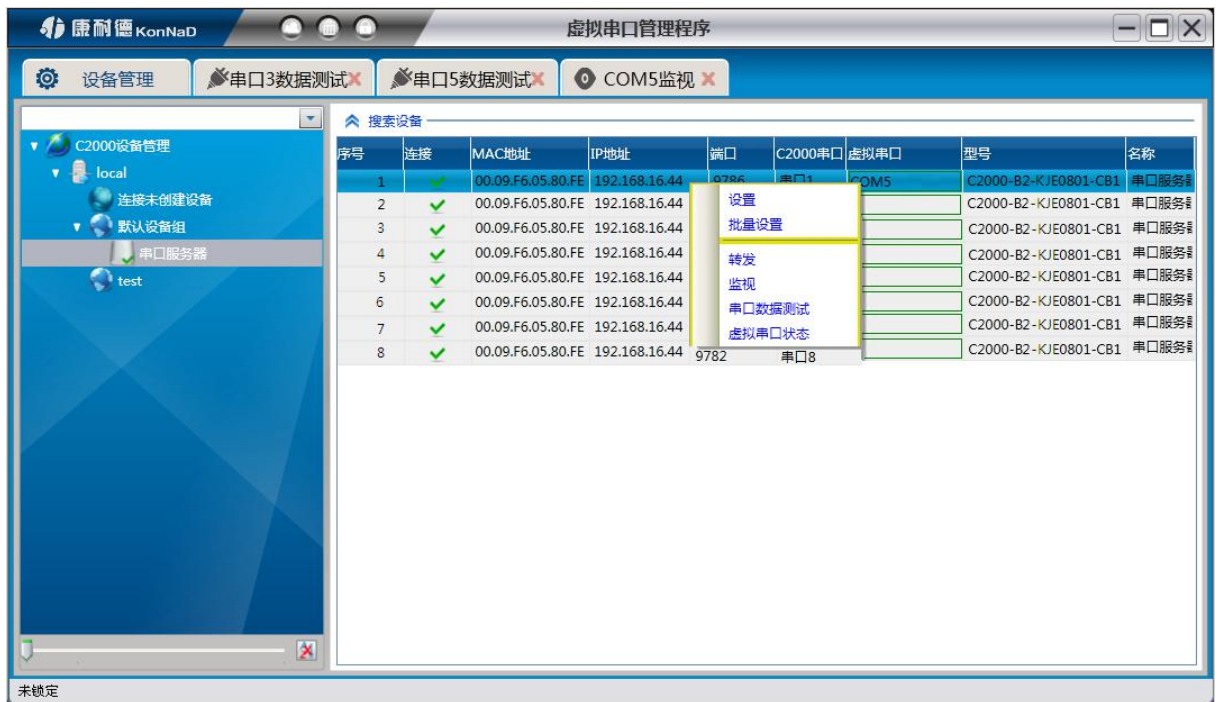 康耐德 KonNaD 虚拟串口管理程序
设备管理 串口3数据测试 串口5数据测试 COM5监视
搜索设备
C2000设备管理
local
连接未创建设备
默认设备组
串口服务器
test
序号 连接 MAC地址 IP地址 端口 C2000串口 虚拟串口 型号 名称
1 00.09.F6.05.80.FE 192.168.16.44 9786 串口1 COM5 C2000-B2-KJE0801-CB1 串口服务器
2 00.09.F6.05.80.FE 192.168.16.44 C2000-B2-KJE0801-CB1 串口服务器
3 00.09.F6.05.80.FE 192.168.16.44 C2000-B2-KJE0801-CB1 串口服务器
4 00.09.F6.05.80.FE 192.168.16.44 C2000-B2-KJE0801-CB1 串口服务器
5 00.09.F6.05.80.FE 192.168.16.44 C2000-B2-KJE0801-CB1 串口服务器
6 00.09.F6.05.80.FE 192.168.16.44 C2000-B2-KJE0801-CB1 串口服务器
7 00.09.F6.05.80.FE 192.168.16.44 C2000-B2-KJE0801-CB1 串口服务器
8 00.09.F6.05.80.FE 192.168.16.44 9782 串口8 C2000-B2-KJE0801-CB1 串口服务器
设置
批量设置
转发
监视
串口数据测试
虚拟串口状态
未锁定